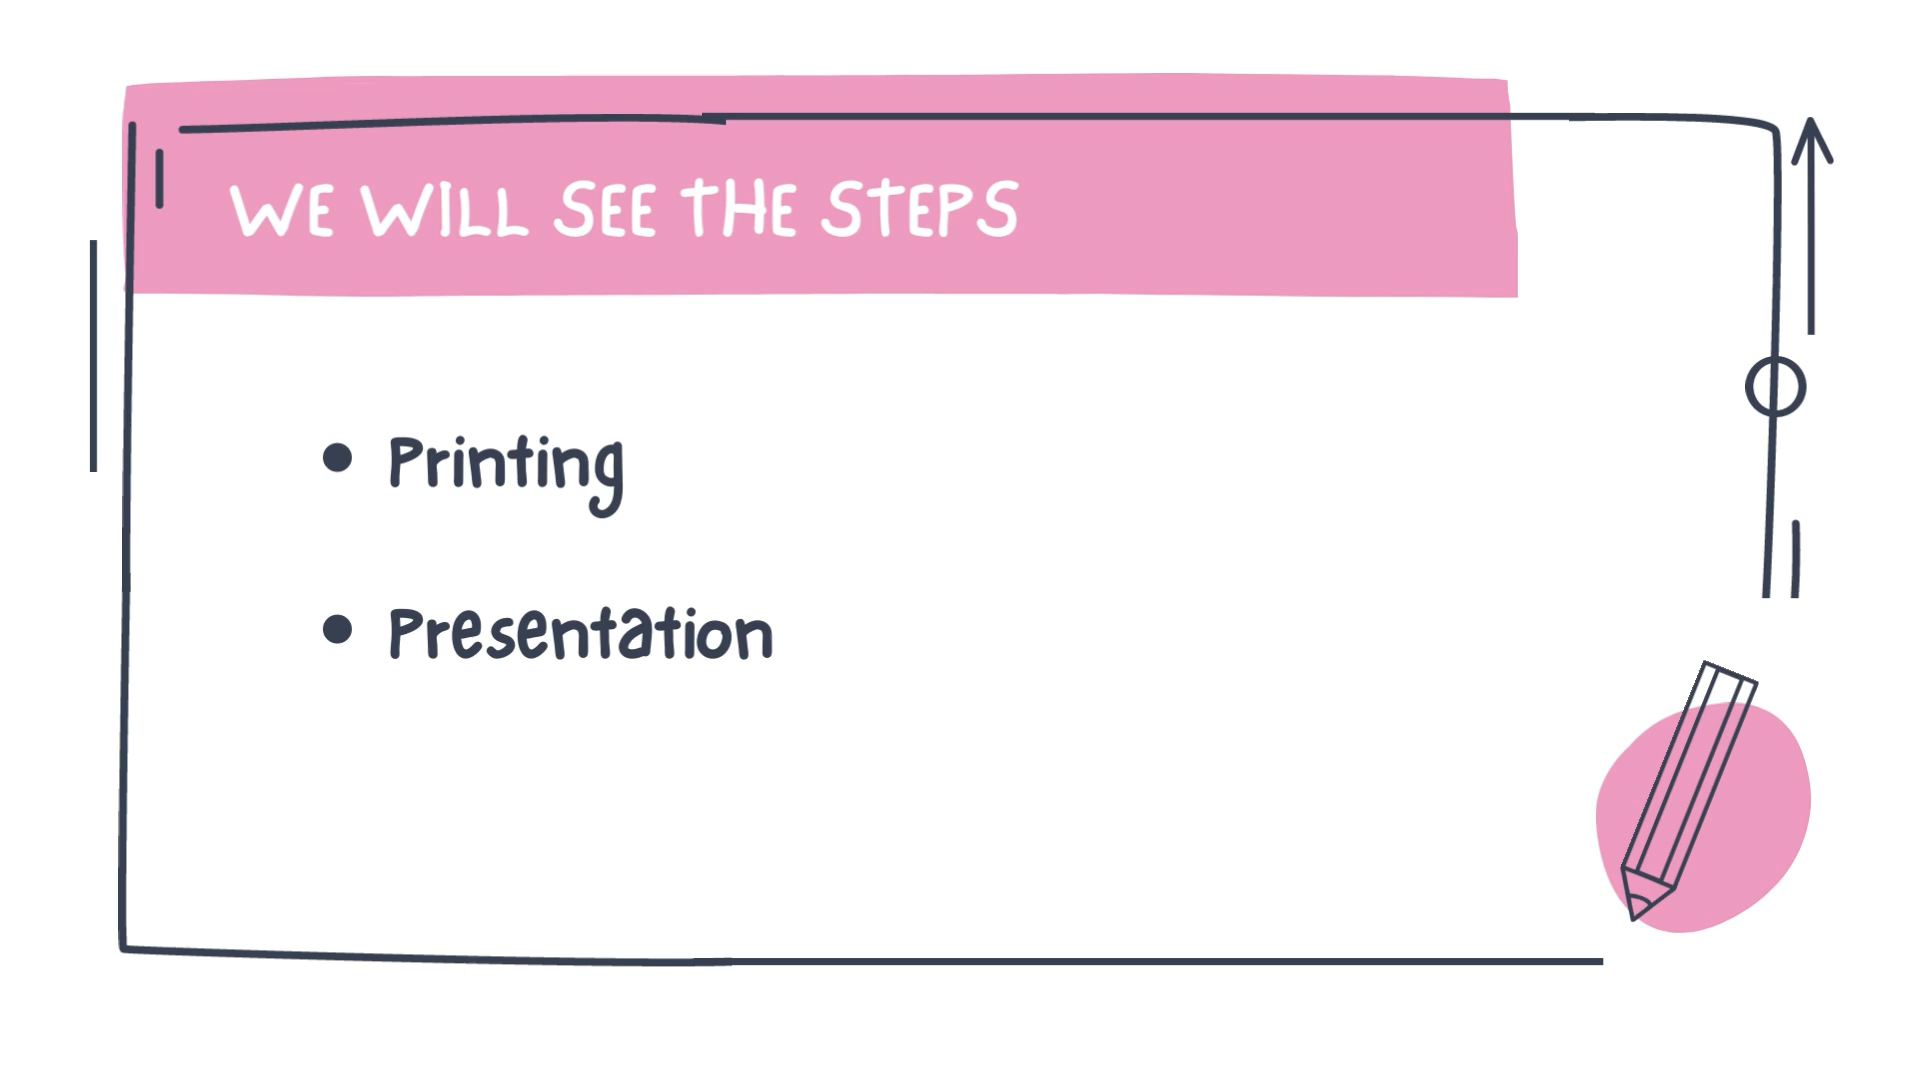 WE WILL SEE THE STEPS
● Printing
● Presentation